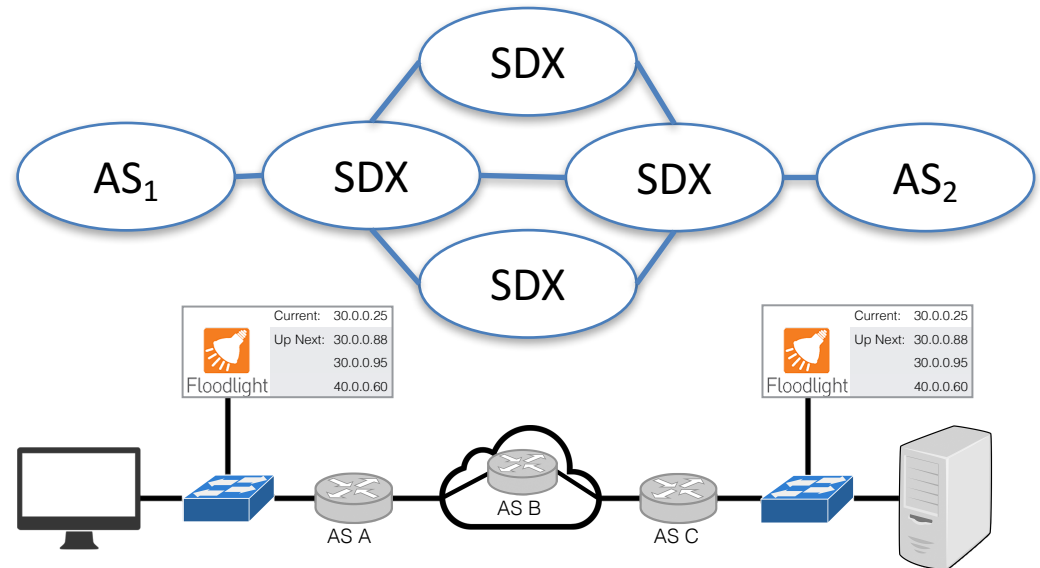 SDX
AS1
SDX
SDX
AS2
SDX
Current: 30.0.0.25
Up Next: 30.0.0.88
30.0.0.95
40.0.0.60
Floodlight
Current: 30.0.0.25
Up Next: 30.0.0.88
30.0.0.95
40.0.0.60
Floodlight
AS A
AS B
AS C